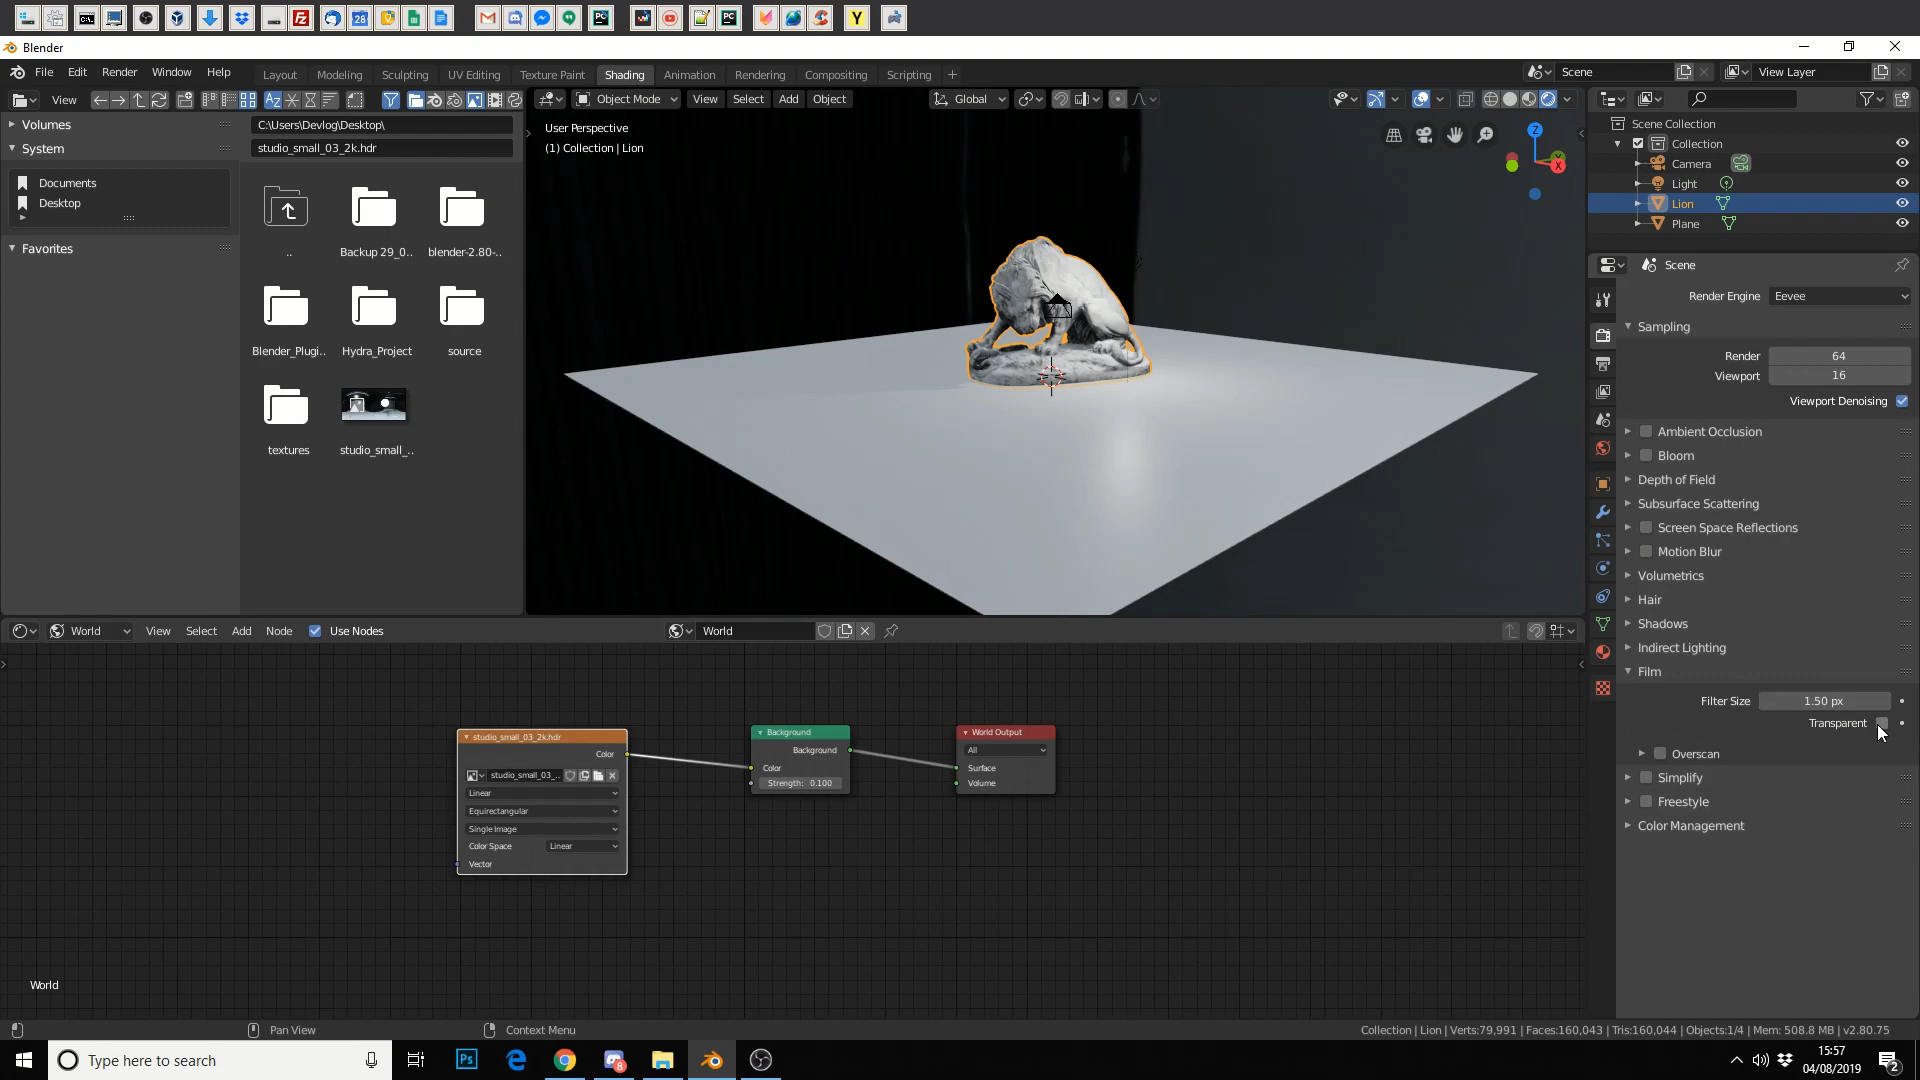 Blender
File Edit Render Window Help
Layout Modeling Sculpting UV Editing Texture Paint Shading Animation Rendering Compositing Scripting +
Scene View Layer
View
Object Mode View Select Add Object Global
Volumes
System
Documents
Desktop
Favorites
C:\Users\Devlog\Desktop\
studio_small_03_2k.hdr
..
Backup 29_0..
blender-2.80-..
Blender_Plugi..
Hydra_Project
source
textures
studio_small_..
User Perspective
(1) Collection | Lion
Z
X
Scene Collection
Collection
Camera
Light
Lion
Plane
Scene
Render Engine Eevee
Sampling
Render 64
Viewport 16
Viewport Denoising
Ambient Occlusion
Bloom
Depth of Field
Subsurface Scattering
Screen Space Reflections
Motion Blur
Volumetrics
Hair
Shadows
Indirect Lighting
Film
Filter Size 1.50 px
Transparent
Overscan
Simplify
Freestyle
Color Management
World View Select Add Node Use Nodes World
studio_small_03_2k.hdr
Color
studio_small_03_...
Linear
Equirectangular
Single Image
Color Space Linear
Vector
Background
Background
Color
Strength: 0.100
World Output
All
Surface
Volume
World
Pan View
Context Menu
Collection | Lion | Verts:79,991 | Faces:160,043 | Tris:160,044 | Objects:1/4 | Mem: 508.8 MB | v2.80.75
Type here to search
Ps
8
15:57
04/08/2019
2